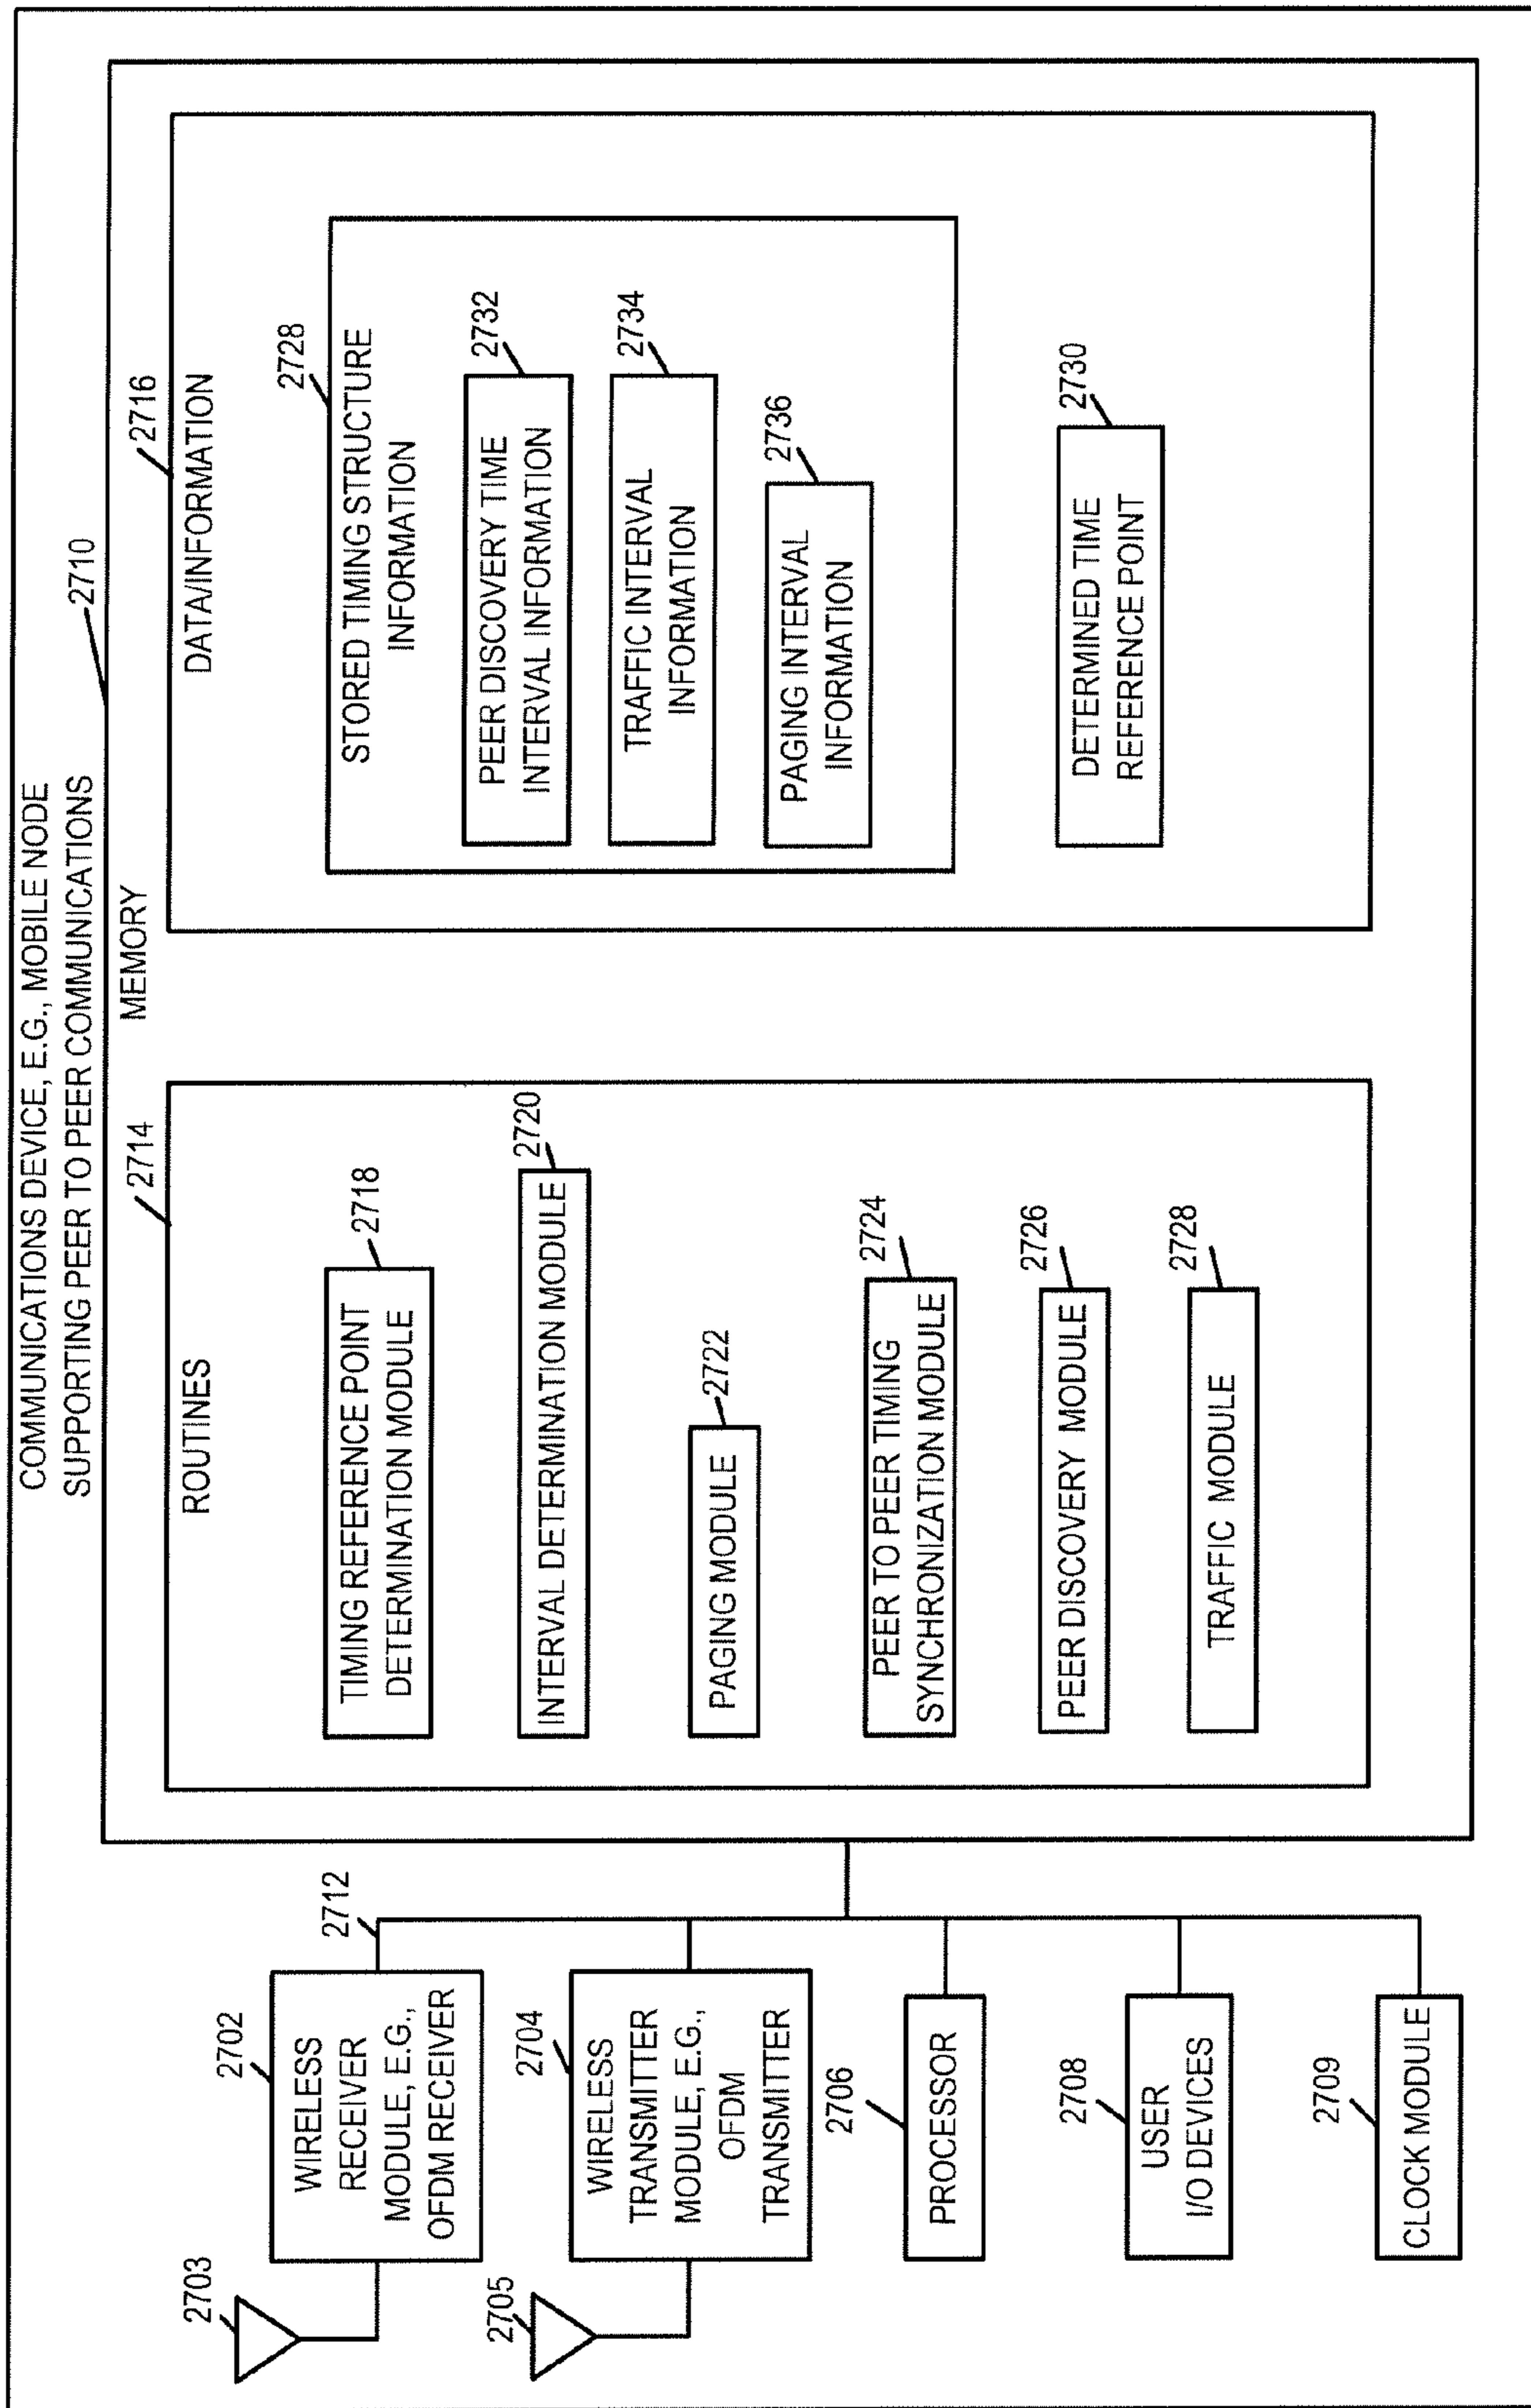 COMMUNICATIONS DEVICE, E.G., MOBILE NODE
SUPPORTING PEER TO PEER COMMUNICATIONS
2710
2703
2702
WIRELESS
RECEIVER
MODULE, E.G.,
OFDM RECEIVER
2712
2705
2704
WIRELESS
TRANSMITTER
MODULE, E.G.,
OFDM
TRANSMITTER
2706
PROCESSOR
2708
USER
I/O DEVICES
2709
CLOCK MODULE
MEMORY
2714
ROUTINES
2718
TIMING REFERENCE POINT
DETERMINATION MODULE
2720
INTERVAL DETERMINATION MODULE
2722
PAGING MODULE
2724
PEER TO PEER TIMING
SYNCHRONIZATION MODULE
2726
PEER DISCOVERY MODULE
2728
TRAFFIC MODULE
2716
DATA/INFORMATION
2728
STORED TIMING STRUCTURE
INFORMATION
2732
PEER DISCOVERY TIME
INTERVAL INFORMATION
2734
TRAFFIC INTERVAL
INFORMATION
2736
PAGING INTERVAL
INFORMATION
2730
DETERMINED TIME
REFERENCE POINT